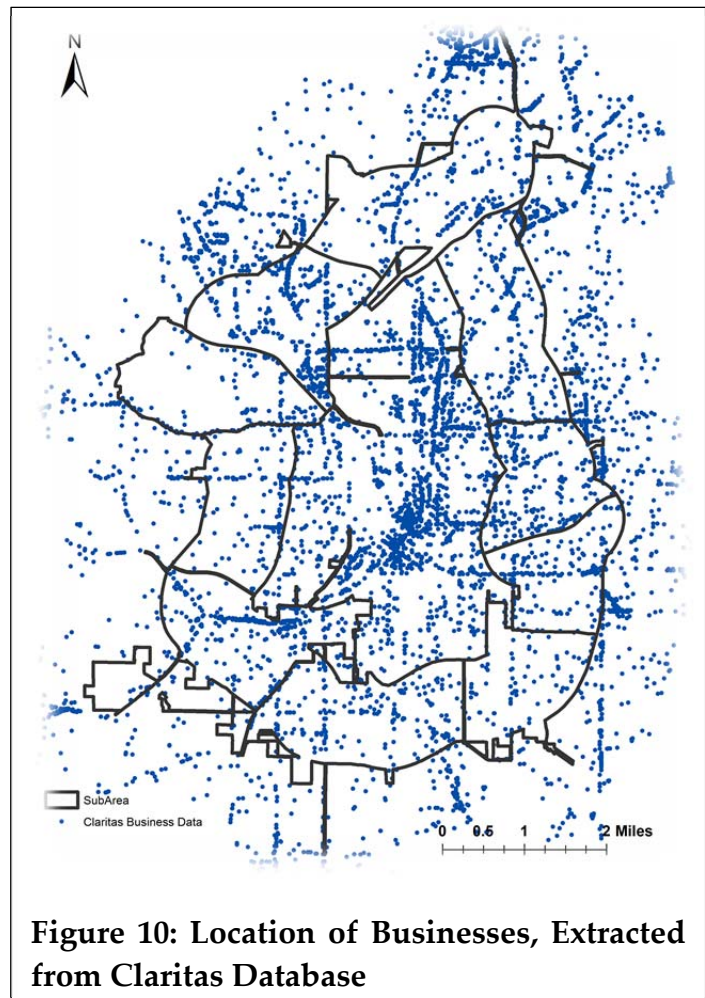 N
SubArea
Claritas Business Data
0 0.5 1 2 Miles
Figure 10: Location of Businesses, Extracted
from Claritas Database